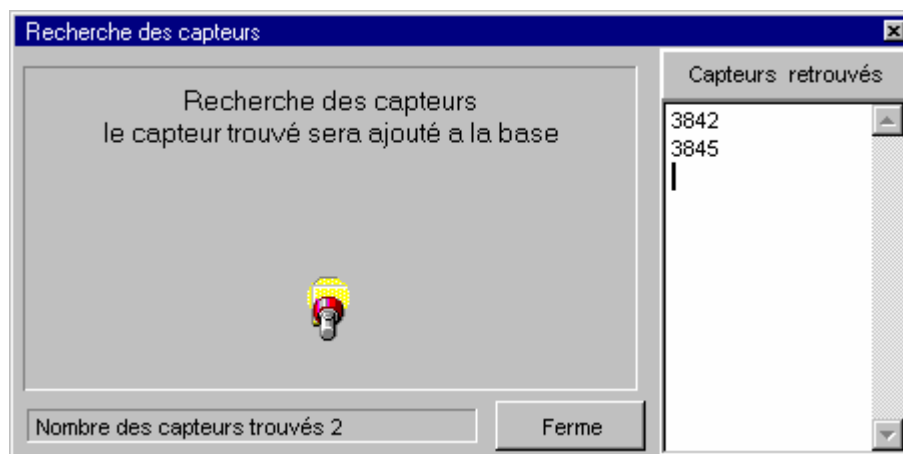 Recherche des capteurs
Recherche des capteurs
le capteur trouvé sera ajouté a la base
Nombre des capteurs trouvés 2
Ferme
Capteurs retrouvés
3842
3845